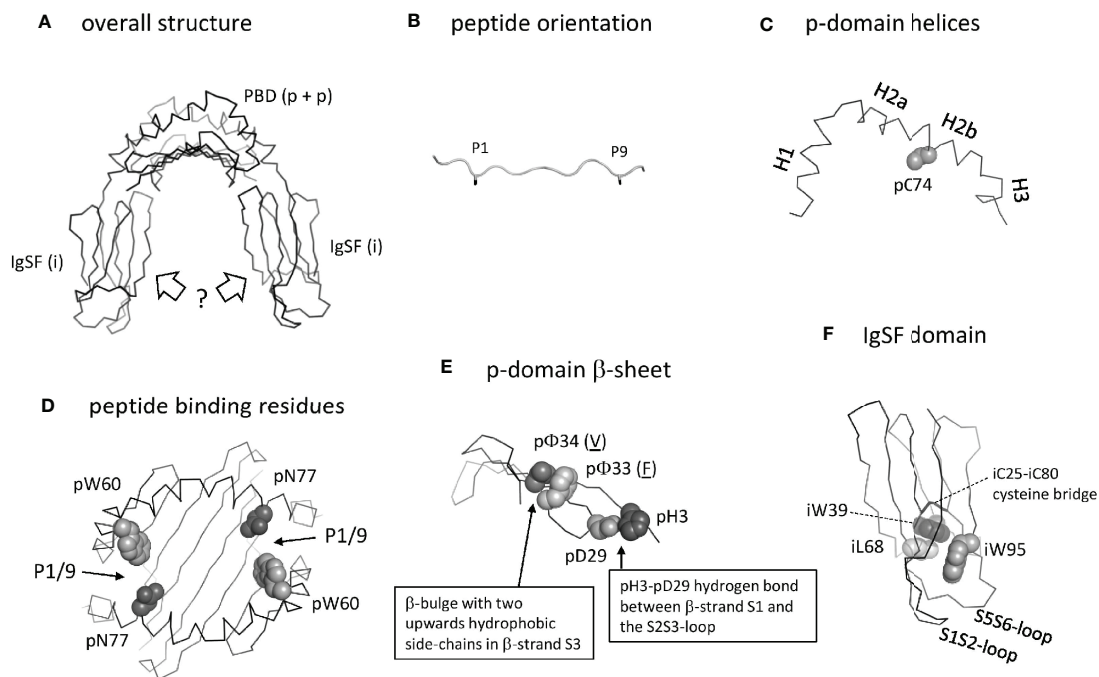 A overall structure
PBD (p + p)
IgSF (i)
IgSF (i)
?
B peptide orientation
P1
P9
C p-domain helices
H1
H2a
H2b
H3
pC74
D peptide binding residues
pW60
pN77
P1/9
P1/9
pN77
pW60
E p-domain β-sheet
pΦ34 (V)
pΦ33 (F)
pH3
pD29
β-bulge with two
upwards hydrophobic
side-chains in β-strand S3
pH3-pD29 hydrogen bond
between β-strand S1 and
the S2S3-loop
F IgSF domain
iC25-iC80
cysteine bridge
iW39
iL68
iW95
S5S6-loop
S1S2-loop